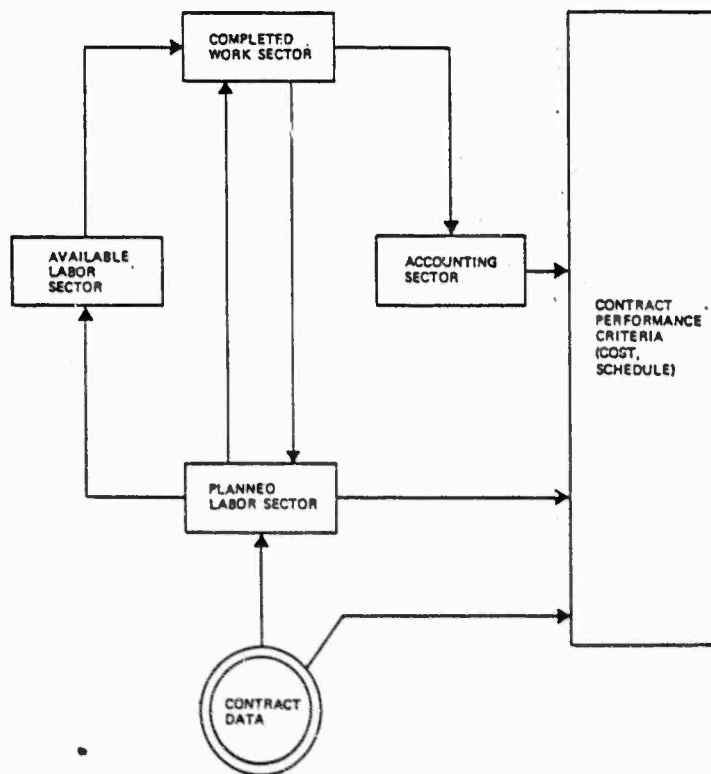 COMPLETED
WORK SECTOR
AVAILABLE
LABOR
SECTOR
ACCOUNTING
SECTOR
CONTRACT
PERFORMANCE
CRITERIA
(COST,
SCHEDULE)
PLANNED
LABOR SECTOR
CONTRACT
DATA